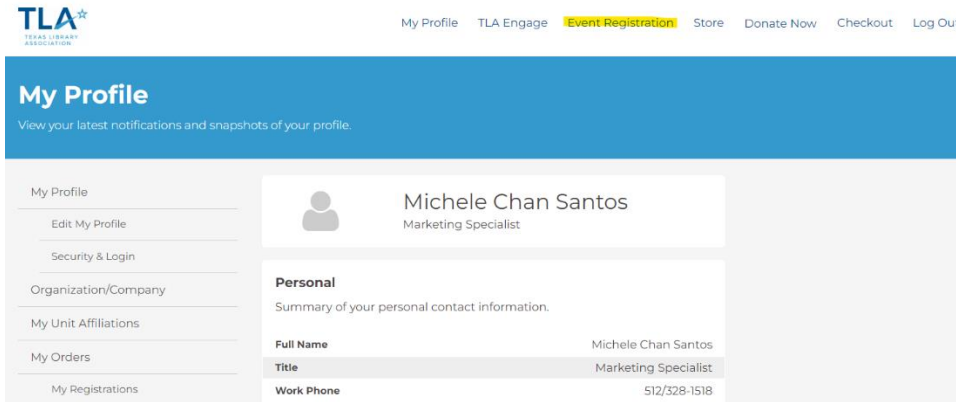 TLA
TEXAS LIBRARY
ASSOCIATION
My Profile TLA Engage Event Registration Store Donate Now Checkout Log Ou
My Profile
View your latest notifications and snapshots of your profile.
My Profile
Edit My Profile
Security & Login
Organization/Company
My Unit Affiliations
My Orders
My Registrations
Michele Chan Santos
Marketing Specialist
Personal
Summary of your personal contact information.
Full Name Michele Chan Santos
Title Marketing Specialist
Work Phone 512/328-1518